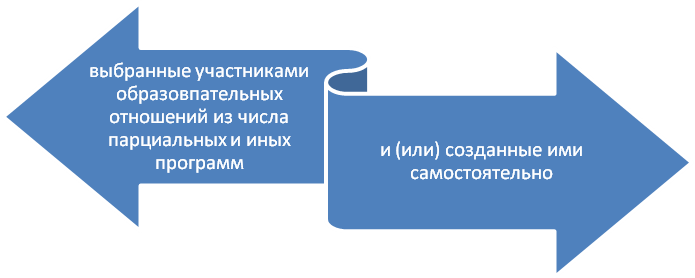 выбранные участниками
образовпательных
отношений из числа
парциальных и иных
программ
и (или) созданные ими
самостоятельно